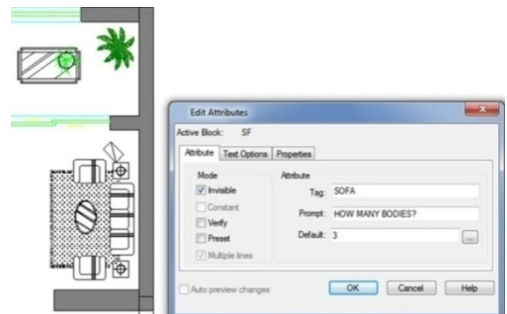 Edit Attributes
Active Block: SF
Attribute Text Options Properties
Mode
Invisible
Constant
Verify
Preset
Multiple lines
Attribute
Tag: SOFA
Prompt: HOW MANY BODIES?
Default: 3
...
Auto preview changes
OK Cancel Help